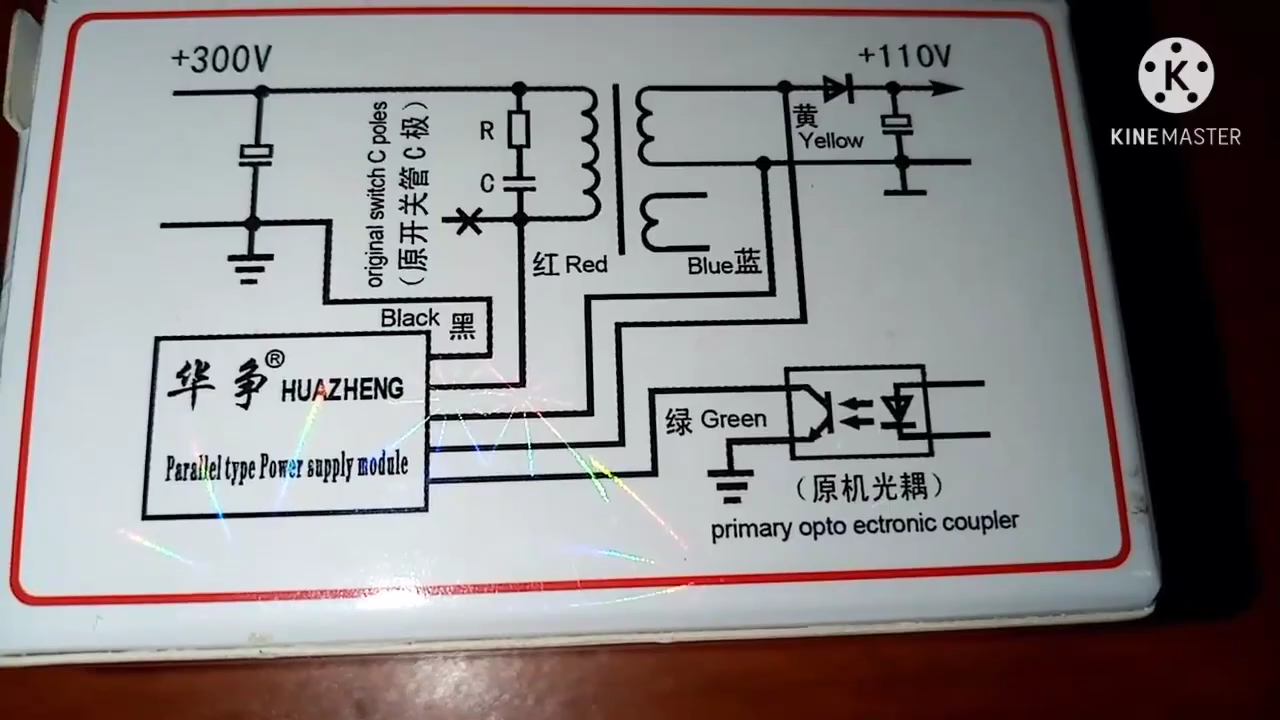 +300V
+110V
K
KINEMASTER
R
C
original switch C poles
（原开关管C极）
黄
Yellow
红 Red
Blue蓝
Black 黑
华争® HUAZHENG
Parallel type Power supply module
绿 Green
（原机光耦）
primary opto ectronic coupler